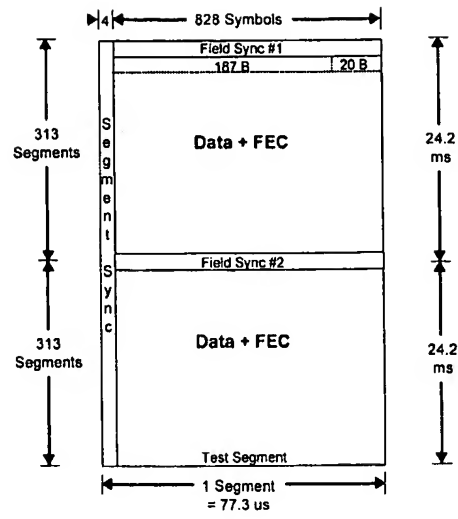 4 828 Symbols
Field Sync #1
187 B 20 B
313
Segments
Data + FEC
24.2
ms
Segment
Field Sync #2
Sync
313
Segments
Data + FEC
24.2
ms
Test Segment
1 Segment
= 77.3 us